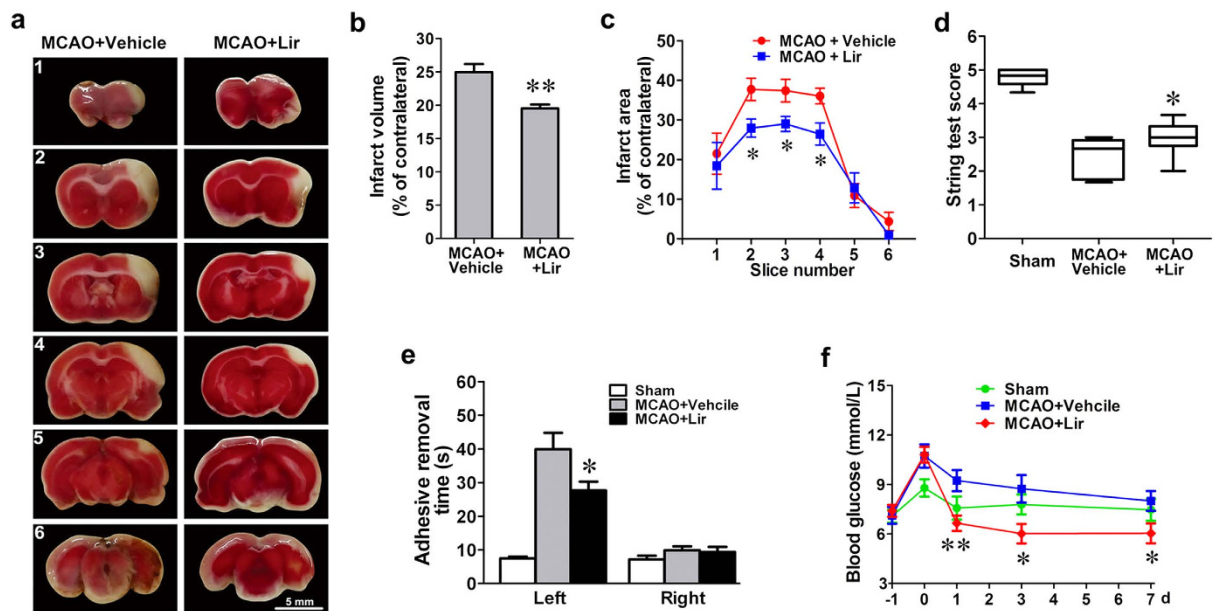 a
MCAO+Vehicle MCAO+Lir
1
2
3
4
5
6
5 mm
b
Infarct volume
(% of contralateral)
30
25
20
15
10
5
0
**
MCAO+
Vehicle
MCAO
+Lir
c
MCAO + Vehicle
MCAO + Lir
Infarct area
(% of contralateral)
50
40
30
20
10
0
* * *
1 2 3 4 5 6
Slice number
d
String test score
6
5
4
3
2
1
0
*
Sham
MCAO+
Vehicle
MCAO
+Lir
e
Sham
MCAO+Vehcile
MCAO+Lir
Adhesive removal
time (s)
60
50
40
30
20
10
0
*
Left Right
f
Sham
MCAO+Vehcile
MCAO+Lir
Blood glucose (mmol/L)
15
12
9
6
3
** * *
-1 0 1 2 3 4 5 6 7 d